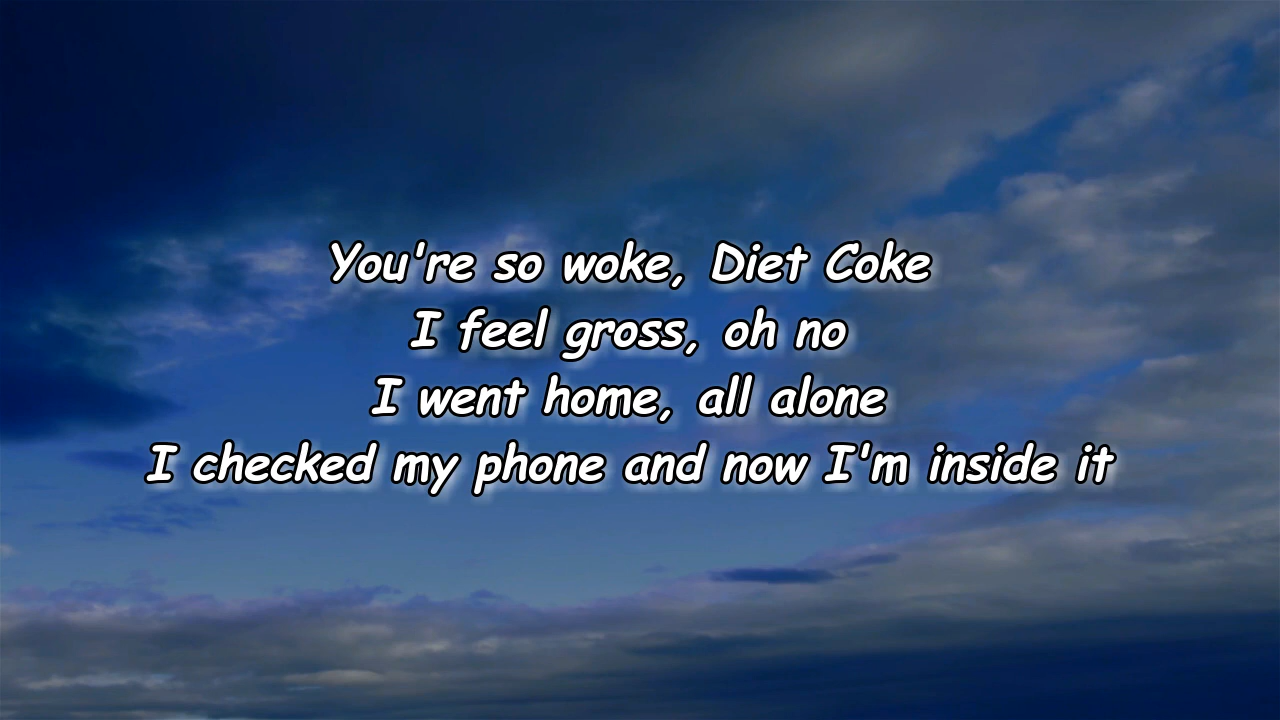 You're so woke, Diet Coke
I feel gross, oh no
I went home, all alone
I checked my phone and now I'm inside it